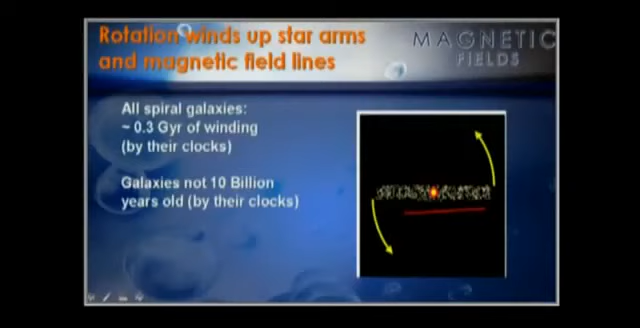 Rotation winds up star arms
and magnetic field lines
MAGNETIC
FIELDS
All spiral galaxies:
~ 0.3 Gyr of winding
(by their clocks)
Galaxies not 10 Billion
years old (by their clocks)